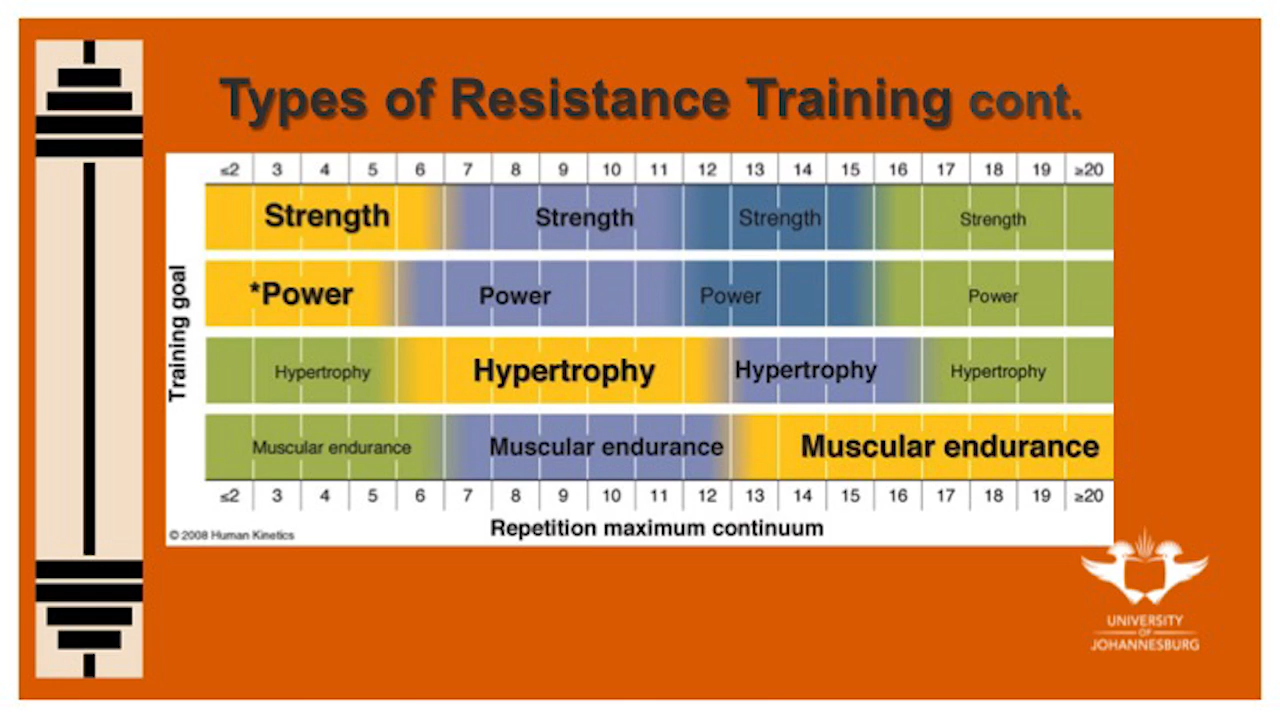 Types of Resistance Training cont.
≤2 3 4 5 6 7 8 9 10 11 12 13 14 15 16 17 18 19 ≥20
Strength Strength Strength Strength
*Power Power Power Power
Training goal
Hypertrophy Hypertrophy Hypertrophy Hypertrophy
Muscular endurance Muscular endurance Muscular endurance
≤2 3 4 5 6 7 8 9 10 11 12 13 14 15 16 17 18 19 ≥20
Repetition maximum continuum
© 2008 Human Kinetics
UNIVERSITY
OF
JOHANNESBURG